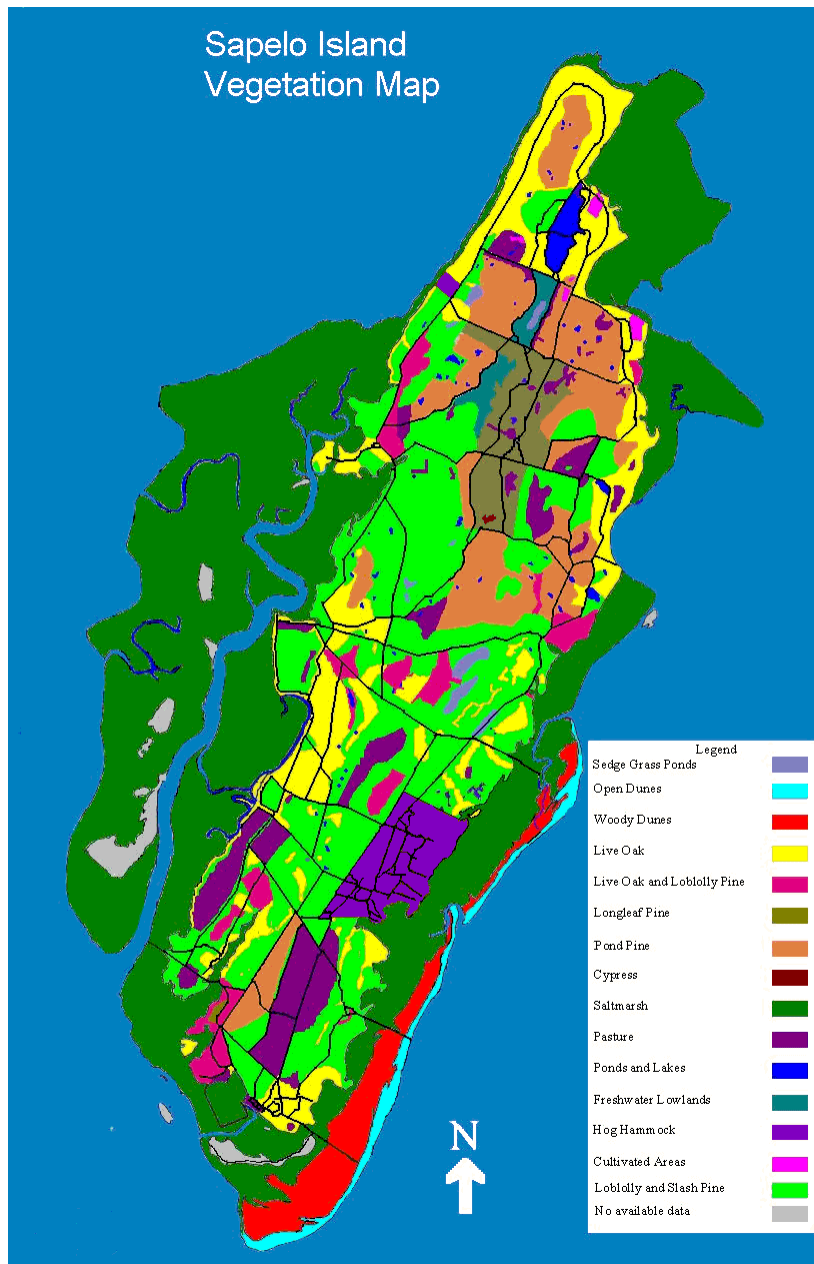 Sapelo Island
Vegetation Map
Legend
Sedge Grass Ponds
Open Dunes
Woody Dunes
Live Oak
Live Oak and Loblolly Pine
Longleaf Pine
Pond Pine
Cypress
Saltmarsh
Pasture
Ponds and Lakes
Freshwater Lowlands
Hog Hammock
Cultivated Areas
Loblolly and Slash Pine
No available data
N